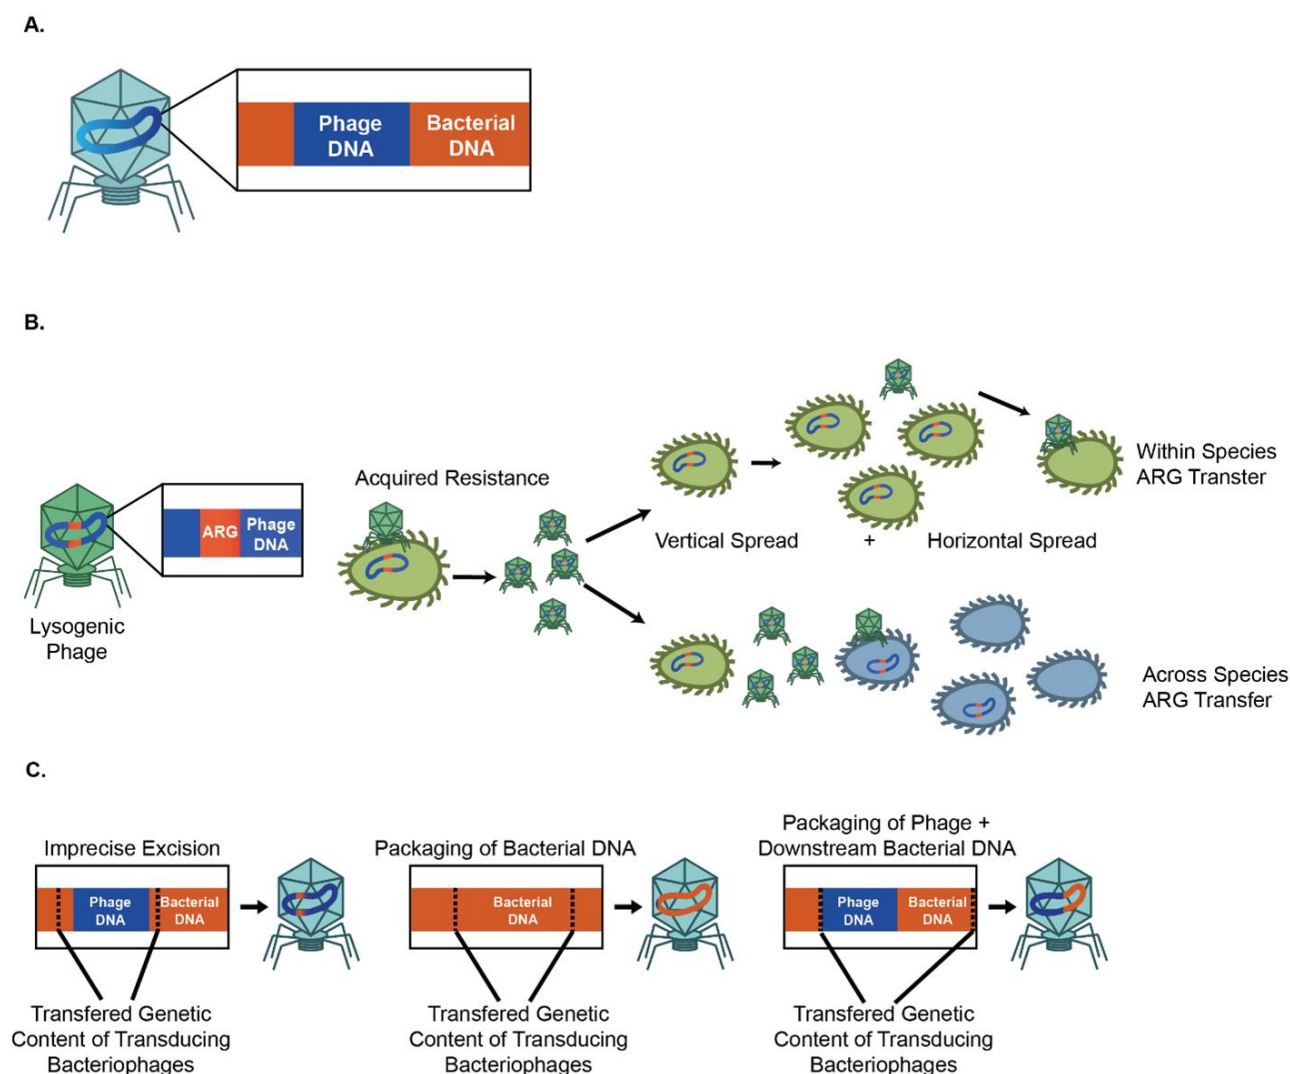 A.
Phage
DNA
Bacterial
DNA
B.
Acquired Resistance
Within Species
ARG Transter
ARG
Phage
DNA
Vertical Spread + Horizontal Spread
Lysogenic
Phage
Across Species
ARG Transfer
C.
Imprecise Excision
Phage
DNA
Bacterial
DNA
Transfered Genetic
Content of Transducing
Bacteriophages
Packaging of Bacterial DNA
Bacterial
DNA
Transfered Genetic
Content of Transducing
Bacteriophages
Packaging of Phage +
Downstream Bacterial DNA
Phage
DNA
Bacterial
DNA
Transfered Genetic
Content of Transducing
Bacteriophages